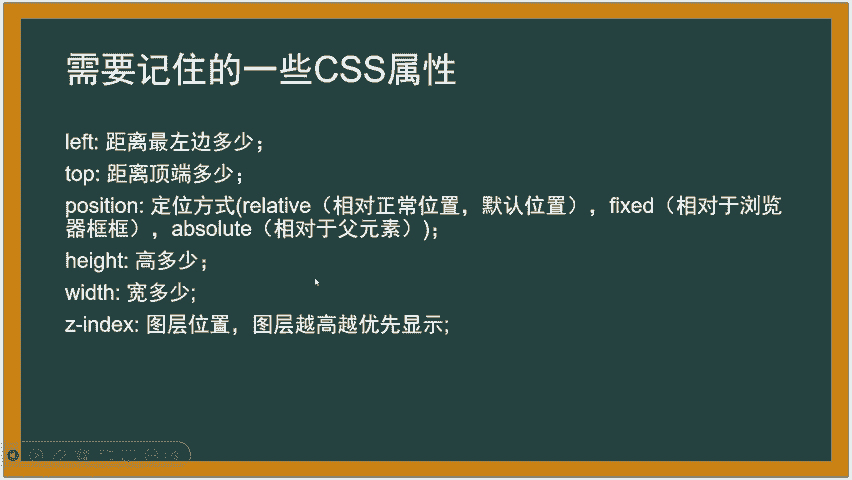 需要记住的一些CSS属性
left: 距离最左边多少；
top: 距离顶端多少；
position: 定位方式(relative（相对正常位置，默认位置），fixed（相对于浏览
器框框），absolute（相对于父元素）);
height: 高多少；
width: 宽多少;
z-index: 图层位置，图层越高越优先显示;